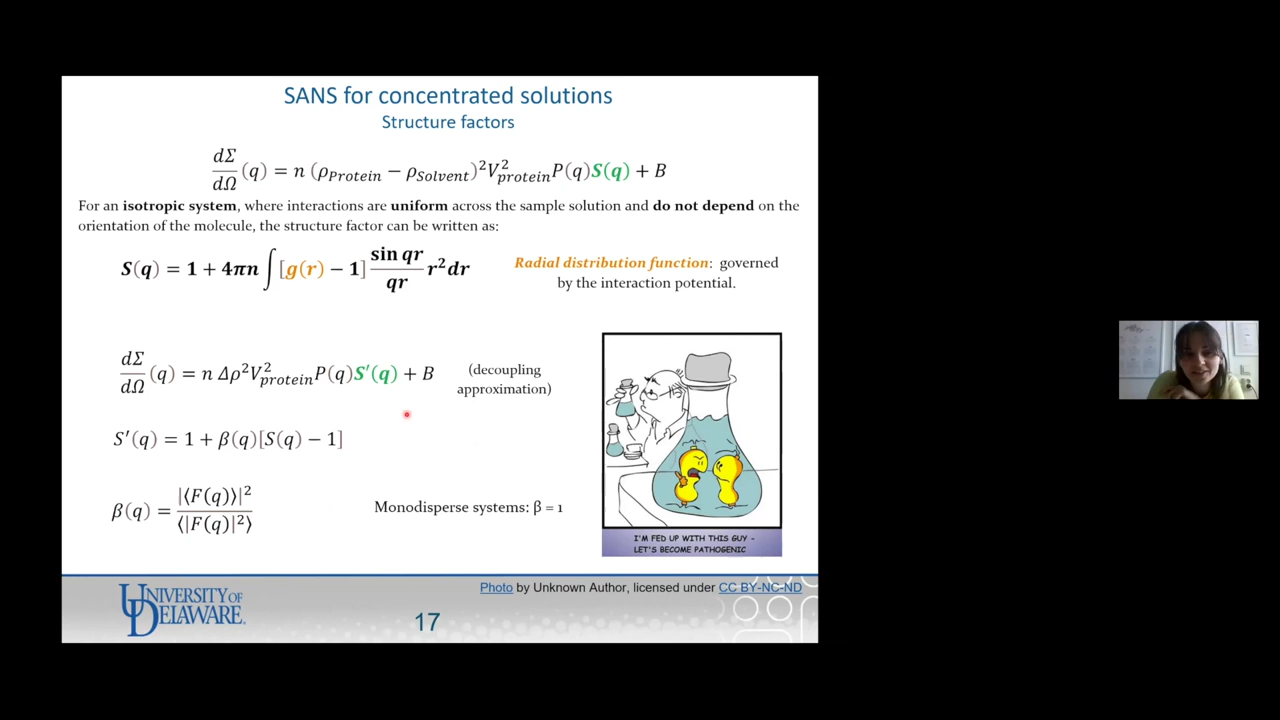 SANS for concentrated solutions
Structure factors
dΣ/dΩ (q) = n (ρ_Protein − ρ_Solvent)²V²_protein P(q)S(q) + B
For an isotropic system, where interactions are uniform across the sample solution and do not depend on the
orientation of the molecule, the structure factor can be written as:
S(q) = 1 + 4πn ∫ [g(r) − 1] (sin qr / qr) r²dr
Radial distribution function: governed
by the interaction potential.
dΣ/dΩ (q) = n Δρ²V²_protein P(q)S′(q) + B
(decoupling
approximation)
S′(q) = 1 + β(q)[S(q) − 1]
β(q) = |⟨F(q)⟩|² / ⟨|F(q)|²⟩
Monodisperse systems: β = 1
I'M FED UP WITH THIS GUY -
LET'S BECOME PATHOGENIC
Photo by Unknown Author, licensed under CC BY-NC-ND
UNIVERSITY OF
DELAWARE.
17